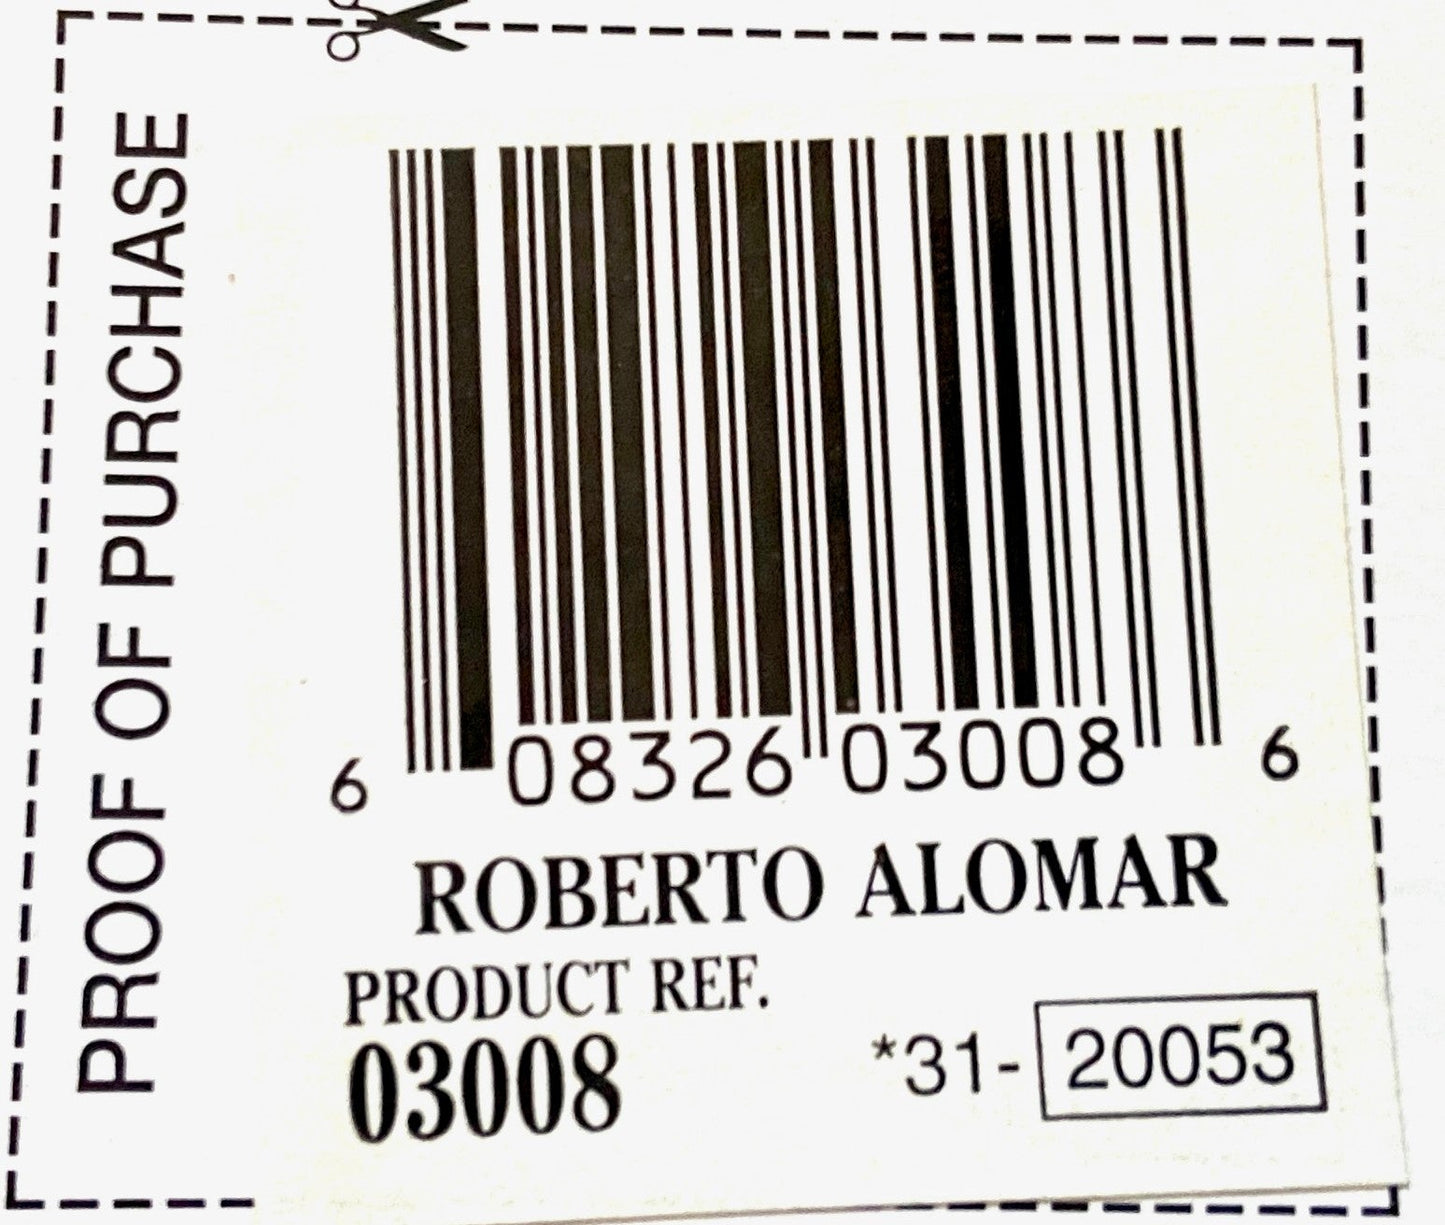 PROOF OF PURCHASE
6 08326 03008 6
ROBERTO ALOMAR
PRODUCT REF.
03008
*31- 20053